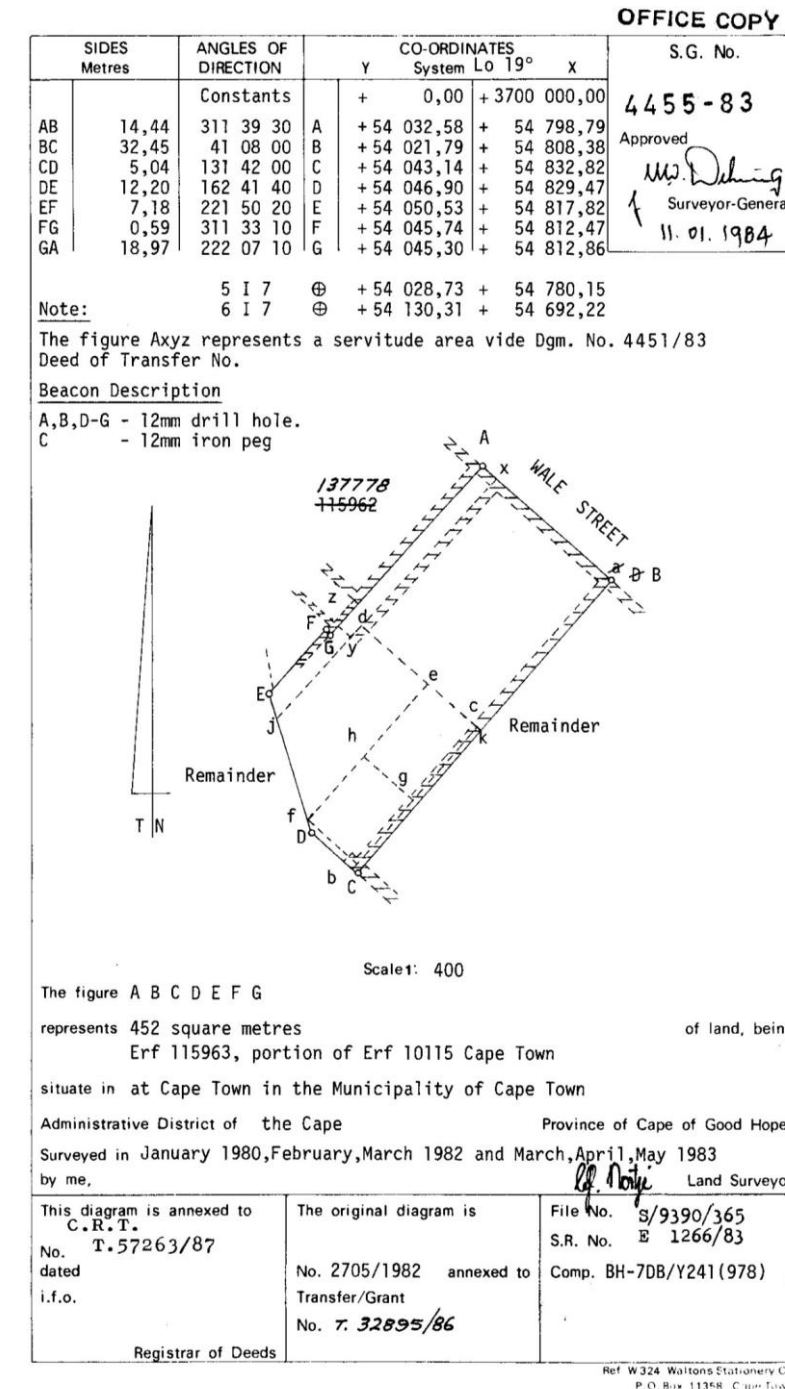 OFFICE COPY
SIDES Metres ANGLES OF DIRECTION CO-ORDINATES Y System Lo 19° X S.G. No.
Constants + 0,00 + 3700 000,00
4455-83
AB 14,44 311 39 30 A + 54 032,58 + 54 798,79
BC 32,45 41 08 00 B + 54 021,79 + 54 808,38
CD 5,04 131 42 00 C + 54 043,14 + 54 832,82
DE 12,20 162 41 40 D + 54 046,90 + 54 829,47
EF 7,18 221 50 20 E + 54 050,53 + 54 817,82
FG 0,59 311 33 10 F + 54 045,74 + 54 812,47
GA 18,97 222 07 10 G + 54 045,30 + 54 812,86
Approved
Surveyor-Genera
11. 01. 1984
5 I 7 ⊕ + 54 028,73 + 54 780,15
6 I 7 ⊕ + 54 130,31 + 54 692,22
Note:
The figure Axyz represents a servitude area vide Dgm. No. 4451/83
Deed of Transfer No.
Beacon Description
A,B,D-G - 12mm drill hole.
C - 12mm iron peg
137778
115962
A
x
WALE STREET
a D B
z
F
d
G
y
e
E
j
c
k
Remainder
h
g
Remainder
f
D
b
C
T N
Scale1: 400
The figure A B C D E F G
represents 452 square metres of land, bein
Erf 115963, portion of Erf 10115 Cape Town
situate in at Cape Town in the Municipality of Cape Town
Administrative District of the Cape Province of Cape of Good Hope
Surveyed in January 1980,February,March 1982 and March,April,May 1983
by me, Land Surveyo
This diagram is annexed to
C.R.T.
No. T.57263/87
dated
i.f.o.
Registrar of Deeds
The original diagram is
No. 2705/1982 annexed to
Transfer/Grant
No. T. 32895/86
File No. S/9390/365
S.R. No. E 1266/83
Comp. BH-7DB/Y241(978)
Ref W324 Waltons Stationery C
P.O. Box 11358